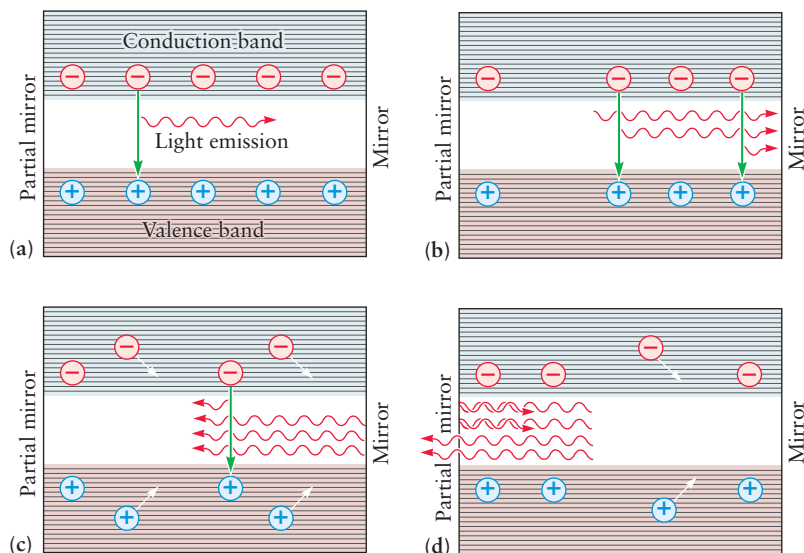 Conduction band
Partial mirror
Light emission
Mirror
Valence band
(a)
Partial mirror
Mirror
(b)
Partial mirror
Mirror
(c)
Partial mirror
Mirror
(d)